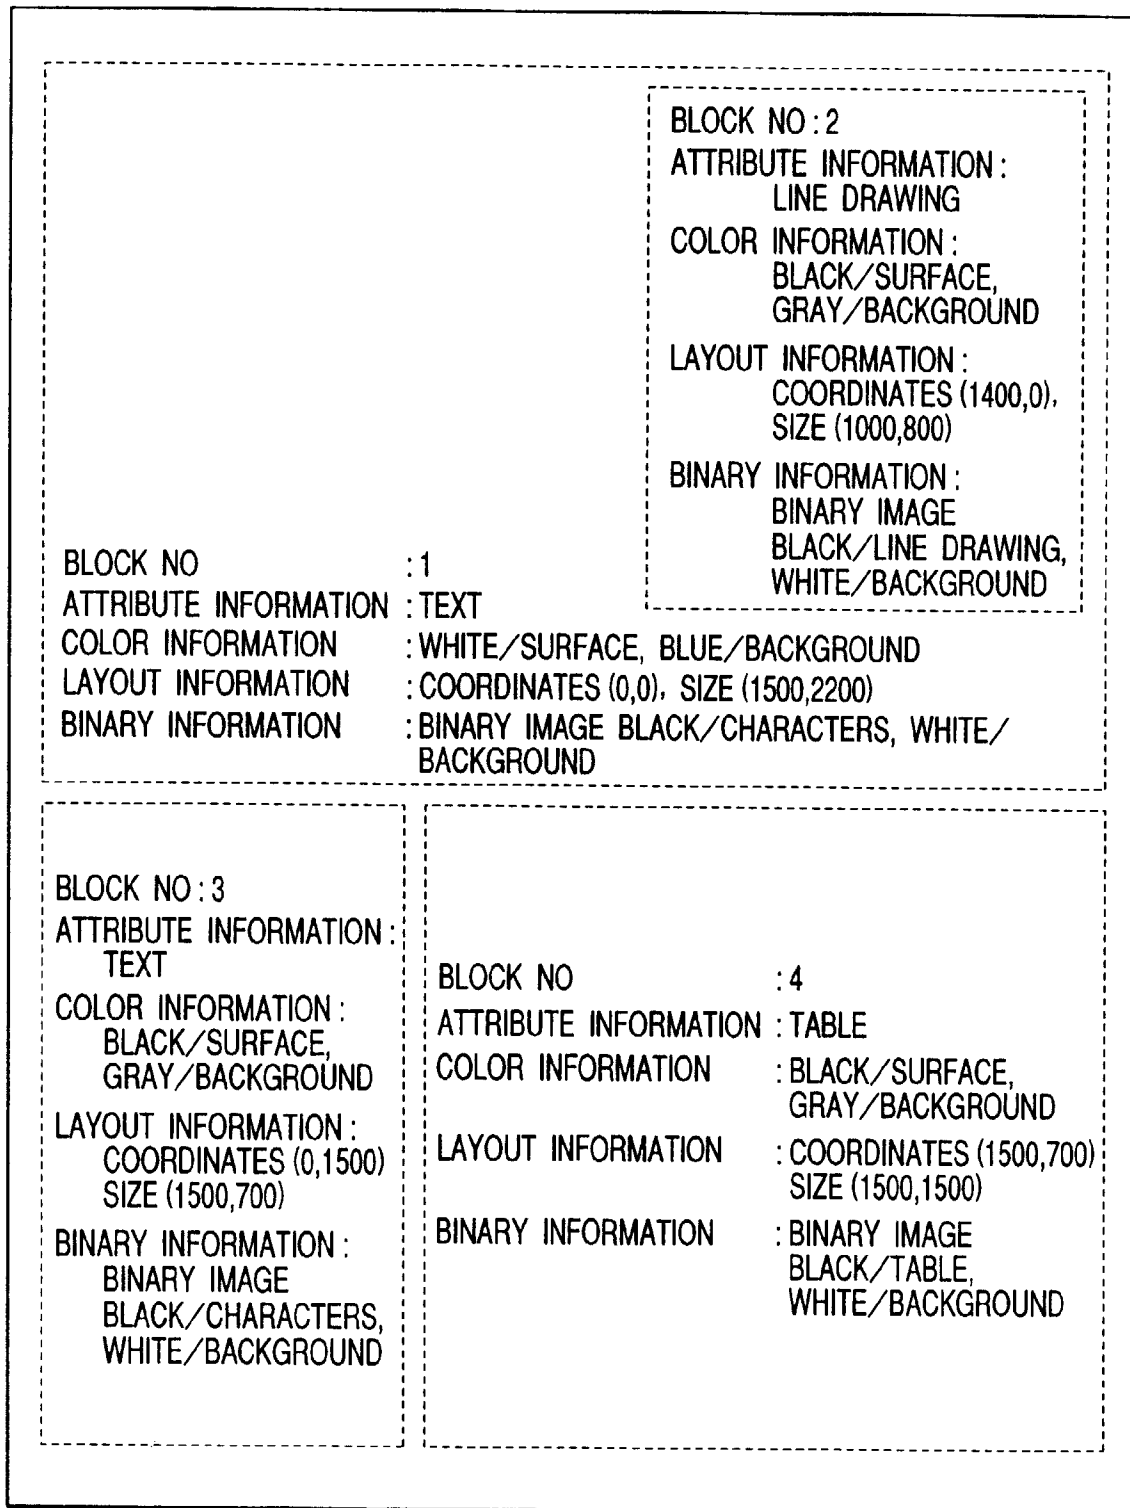 BLOCK NO : 2
ATTRIBUTE INFORMATION :
LINE DRAWING
COLOR INFORMATION :
BLACK/SURFACE,
GRAY/BACKGROUND
LAYOUT INFORMATION :
COORDINATES (1400,0),
SIZE (1000,800)
BINARY INFORMATION :
BINARY IMAGE
BLACK/LINE DRAWING,
WHITE/BACKGROUND
BLOCK NO : 1
ATTRIBUTE INFORMATION : TEXT
COLOR INFORMATION : WHITE/SURFACE, BLUE/BACKGROUND
LAYOUT INFORMATION : COORDINATES (0,0), SIZE (1500,2200)
BINARY INFORMATION : BINARY IMAGE BLACK/CHARACTERS, WHITE/
BACKGROUND
BLOCK NO : 3
ATTRIBUTE INFORMATION :
TEXT
COLOR INFORMATION :
BLACK/SURFACE,
GRAY/BACKGROUND
LAYOUT INFORMATION :
COORDINATES (0,1500)
SIZE (1500,700)
BINARY INFORMATION :
BINARY IMAGE
BLACK/CHARACTERS,
WHITE/BACKGROUND
BLOCK NO : 4
ATTRIBUTE INFORMATION : TABLE
COLOR INFORMATION : BLACK/SURFACE,
GRAY/BACKGROUND
LAYOUT INFORMATION : COORDINATES (1500,700)
SIZE (1500,1500)
BINARY INFORMATION : BINARY IMAGE
BLACK/TABLE,
WHITE/BACKGROUND